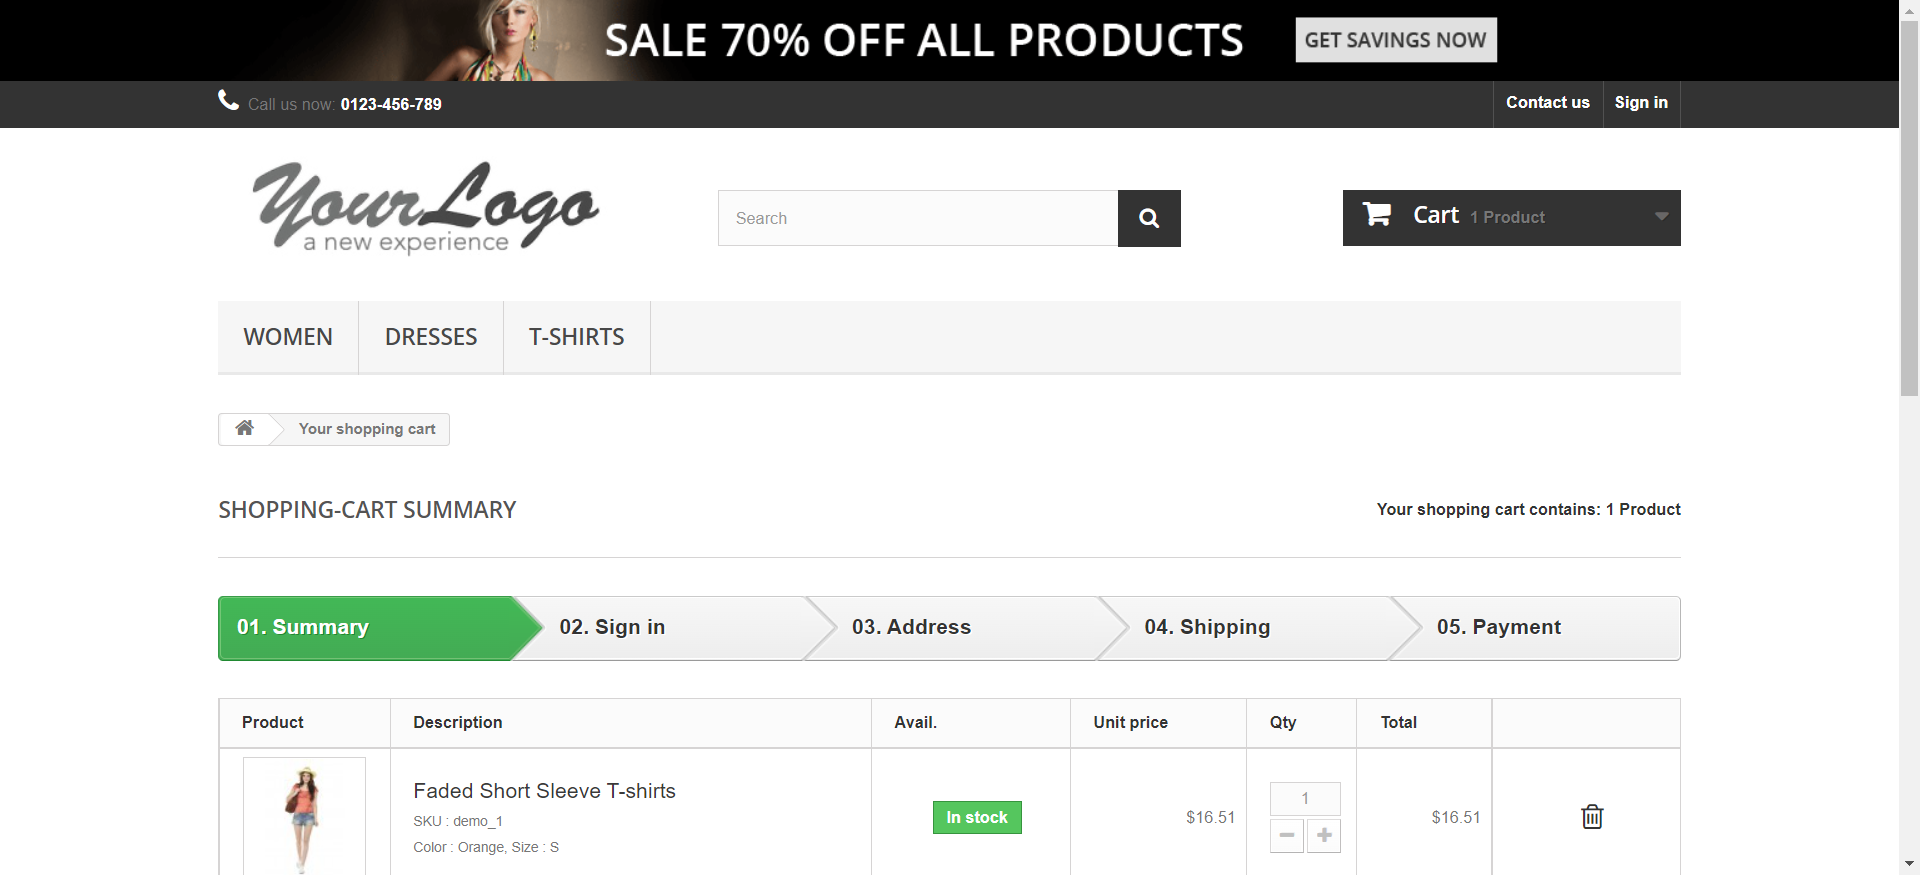 SALE 70% OFF ALL PRODUCTS GET SAVINGS NOW
Call us now: 0123-456-789 Contact us Sign in
YourLogo
a new experience
Search Cart 1 Product
WOMEN DRESSES T-SHIRTS
Your shopping cart
SHOPPING-CART SUMMARY Your shopping cart contains: 1 Product
01. Summary 02. Sign in 03. Address 04. Shipping 05. Payment
Product Description Avail. Unit price Qty Total
Faded Short Sleeve T-shirts
SKU : demo_1
Color : Orange, Size : S
In stock $16.51 1 $16.51